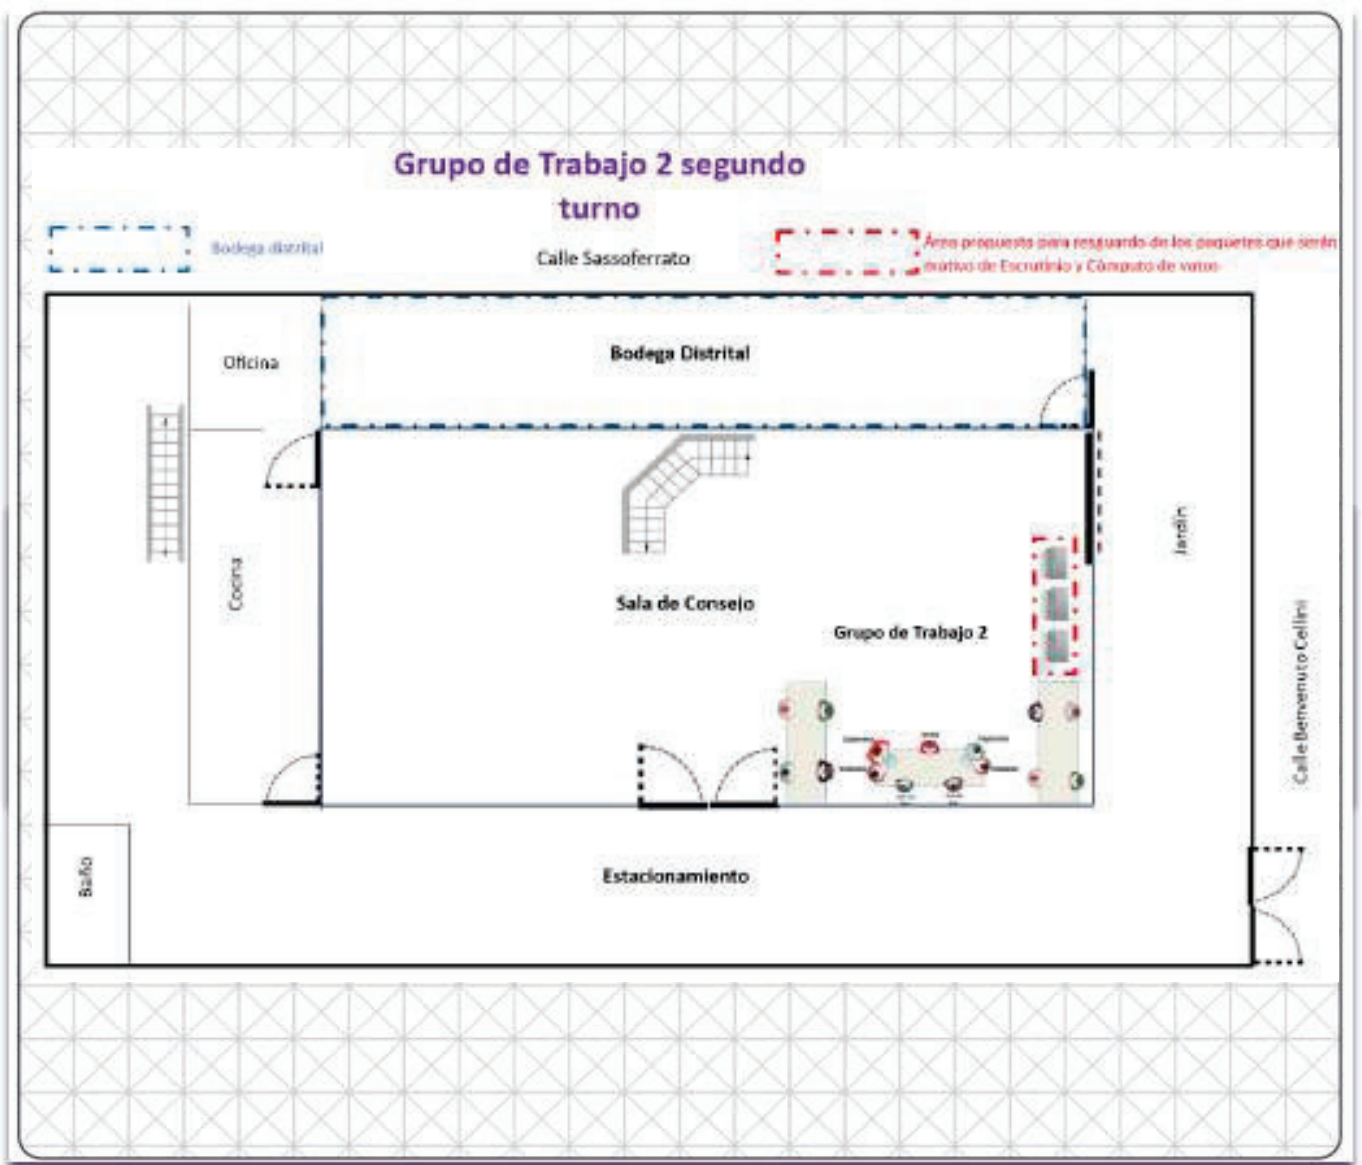 Grupo de Trabajo 2 segundo
turno
Bodega distrital
Calle Sassoferrato
Área propuesta para resguardo de los paquetes que serán
motivo de Escrutinio y Cómputo de votos
Oficina
Bodega Distrital
Cocina
Jardín
Sala de Consejo
Grupo de Trabajo 2
Calle Benvenuto Cellini
Baño
Estacionamiento